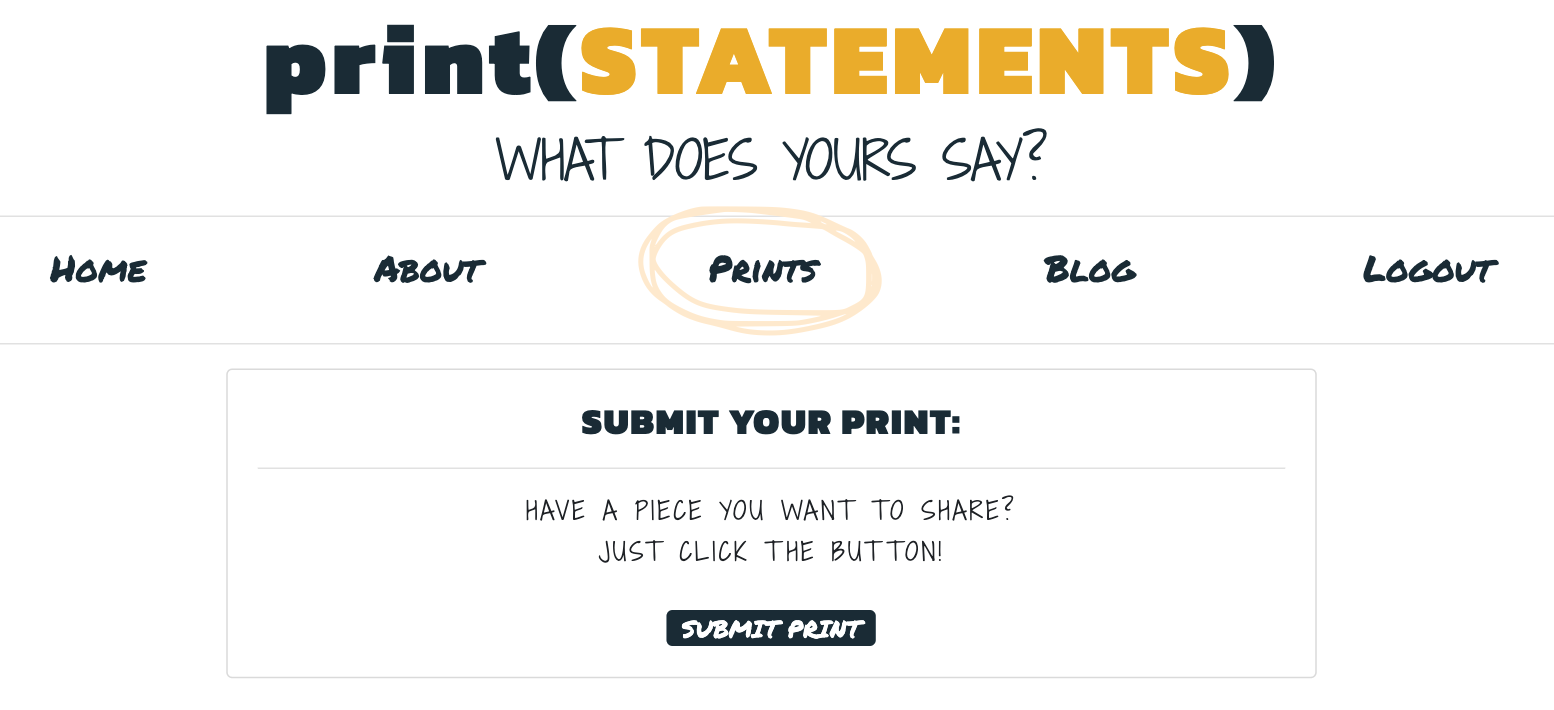 print(STATEMENTS)
WHAT DOES YOURS SAY?
HOME ABOUT PRINTS BLOG LOGOUT
SUBMIT YOUR PRINT:
HAVE A PIECE YOU WANT TO SHARE?
JUST CLICK THE BUTTON!
SUBMIT PRINT